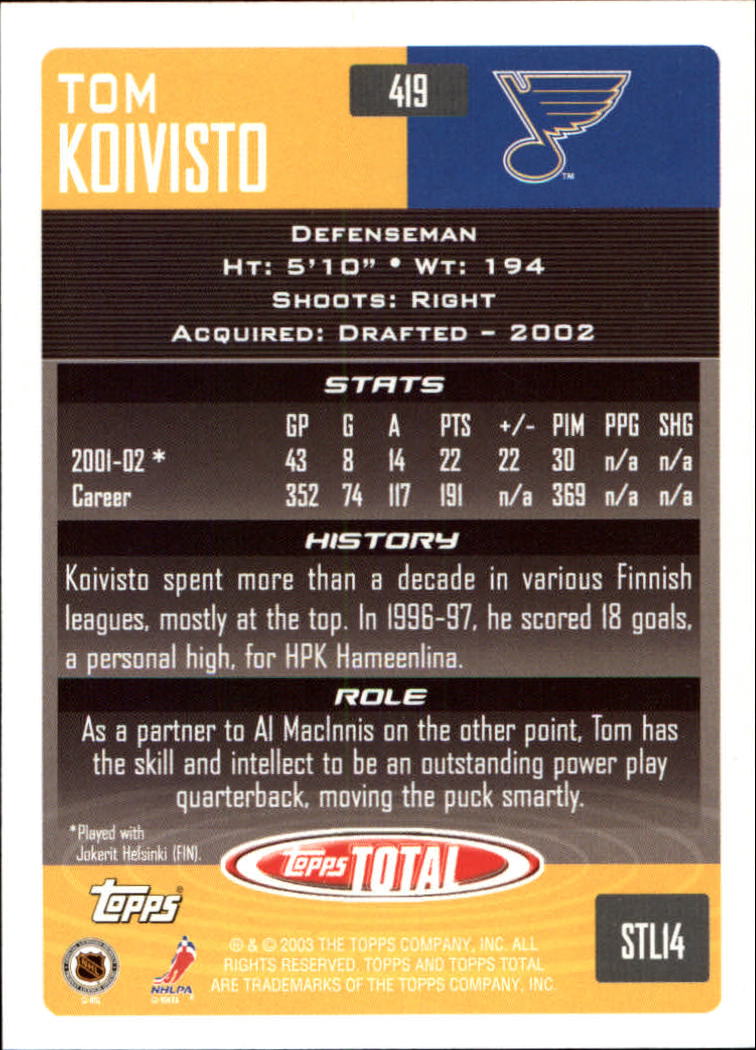 TOM
KOIVISTO
419
TM
DEFENSEMAN
HT: 5'10" • WT: 194
SHOOTS: RIGHT
ACQUIRED: DRAFTED - 2002
STATS
GP G A PTS +/- PIM PPG SHG
2001-02 * 43 8 14 22 22 30 n/a n/a
Career 352 74 117 191 n/a 369 n/a n/a
HISTORY
Koivisto spent more than a decade in various Finnish
leagues, mostly at the top. In 1996-97, he scored 18 goals,
a personal high, for HPK Hameenlina.
ROLE
As a partner to Al MacInnis on the other point, Tom has
the skill and intellect to be an outstanding power play
quarterback, moving the puck smartly.
*Played with
Jokerit Helsinki (FIN).
topps TOTAL
topps®
STL14
® & © 2003 THE TOPPS COMPANY, INC. ALL
RIGHTS RESERVED. TOPPS AND TOPPS TOTAL
ARE TRADEMARKS OF THE TOPPS COMPANY, INC.
NHL
NHLPA